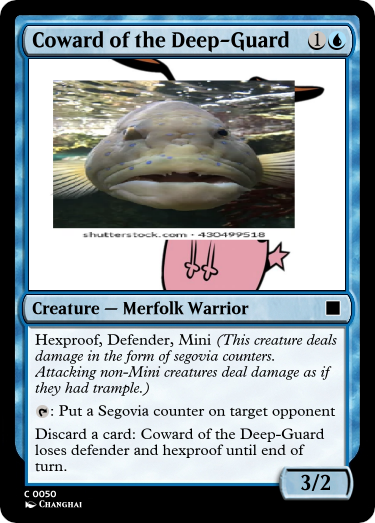 Coward of the Deep-Guard 1
shutterstock.com · 430499518
Creature — Merfolk Warrior
Hexproof, Defender, Mini (This creature deals
damage in the form of segovia counters.
Attacking non-Mini creatures deal damage as if
they had trample.)
: Put a Segovia counter on target opponent
Discard a card: Coward of the Deep-Guard
loses defender and hexproof until end of
turn.
3/2
C 0050
Changhai